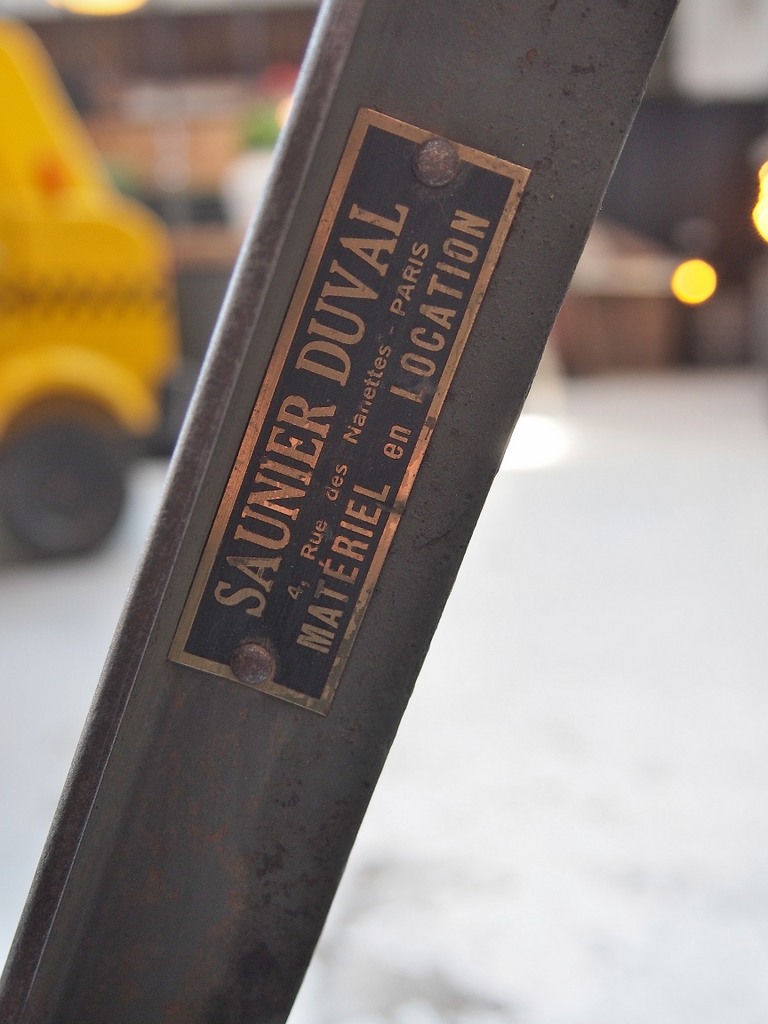 SAUNIER DUVAL
4, Rue des Nanettes - PARIS
MATÉRIEL en LOCATION